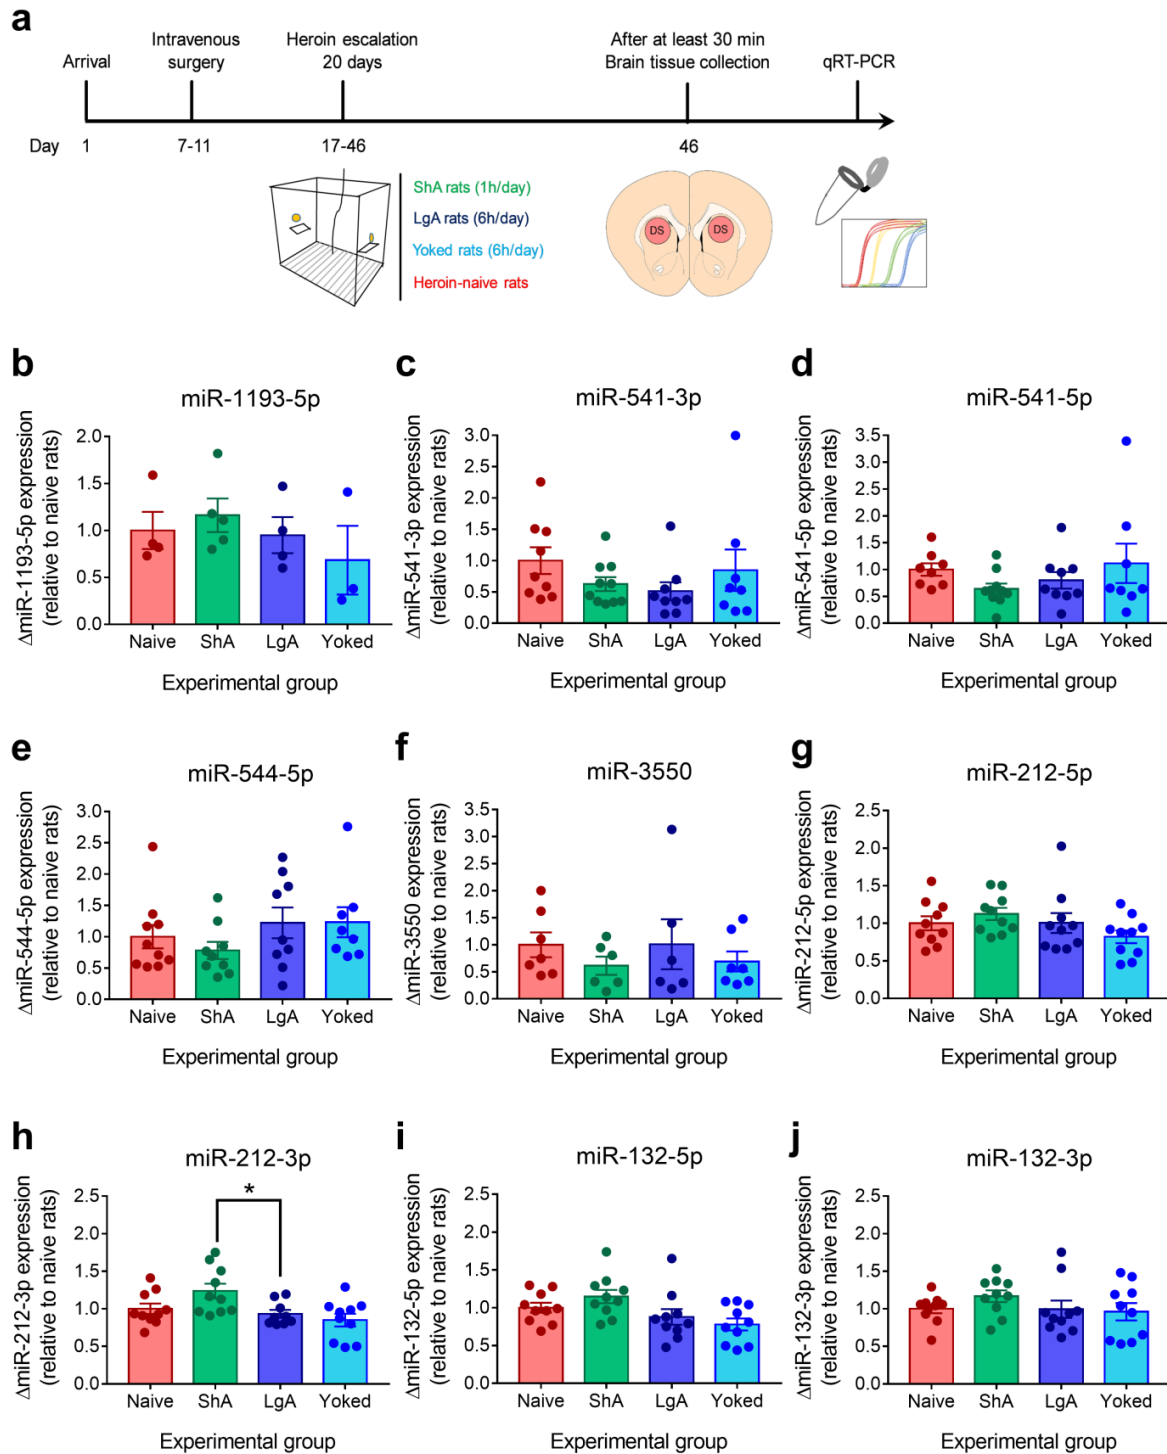 a
Arrival
Intravenous
surgery
Heroin escalation
20 days
After at least 30 min
Brain tissue collection
qRT-PCR
Day 1 7-11 17-46 46
ShA rats (1h/day)
LgA rats (6h/day)
Yoked rats (6h/day)
Heroin-naive rats
DS DS
b
miR-1193-5p
ΔmiR-1193-5p expression
(relative to naive rats)
2.0
1.5
1.0
0.5
0.0
Naive ShA LgA Yoked
Experimental group
c
miR-541-3p
ΔmiR-541-3p expression
(relative to naive rats)
3.0
2.5
2.0
1.5
1.0
0.5
0.0
Naive ShA LgA Yoked
Experimental group
d
miR-541-5p
ΔmiR-541-5p expression
(relative to naive rats)
3.5
3.0
2.5
2.0
1.5
1.0
0.5
0.0
Naive ShA LgA Yoked
Experimental group
e
miR-544-5p
ΔmiR-544-5p expression
(relative to naive rats)
3.0
2.5
2.0
1.5
1.0
0.5
0.0
Naive ShA LgA Yoked
Experimental group
f
miR-3550
ΔmiR-3550 expression
(relative to naive rats)
3.5
3.0
2.5
2.0
1.5
1.0
0.5
0.0
Naive ShA LgA Yoked
Experimental group
g
miR-212-5p
ΔmiR-212-5p expression
(relative to naive rats)
2.5
2.0
1.5
1.0
0.5
0.0
Naive ShA LgA Yoked
Experimental group
h
miR-212-3p
ΔmiR-212-3p expression
(relative to naive rats)
2.5
2.0
1.5
1.0
0.5
0.0
*
Naive ShA LgA Yoked
Experimental group
i
miR-132-5p
ΔmiR-132-5p expression
(relative to naive rats)
2.5
2.0
1.5
1.0
0.5
0.0
Naive ShA LgA Yoked
Experimental group
j
miR-132-3p
ΔmiR-132-3p expression
(relative to naive rats)
2.5
2.0
1.5
1.0
0.5
0.0
Naive ShA LgA Yoked
Experimental group